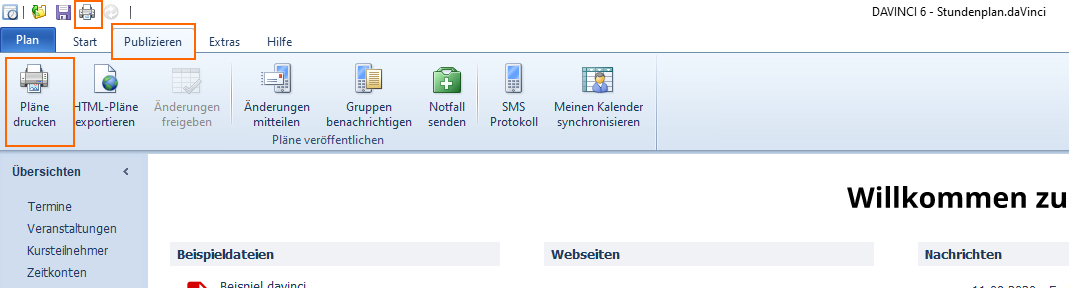 DAVINCI 6 - Stundenplan.daVinci
Plan Start Publizieren Extras Hilfe
Pläne drucken
HTML-Pläne exportieren
Änderungen freigeben
Änderungen mitteilen
Gruppen benachrichtigen
Notfall senden
SMS Protokoll
Meinen Kalender synchronisieren
Pläne veröffentlichen
Übersichten
Termine
Veranstaltungen
Kursteilnehmer
Zeitkonten
Willkommen zu
Beispieldateien
Webseiten
Nachrichten
Beispiel.davinci